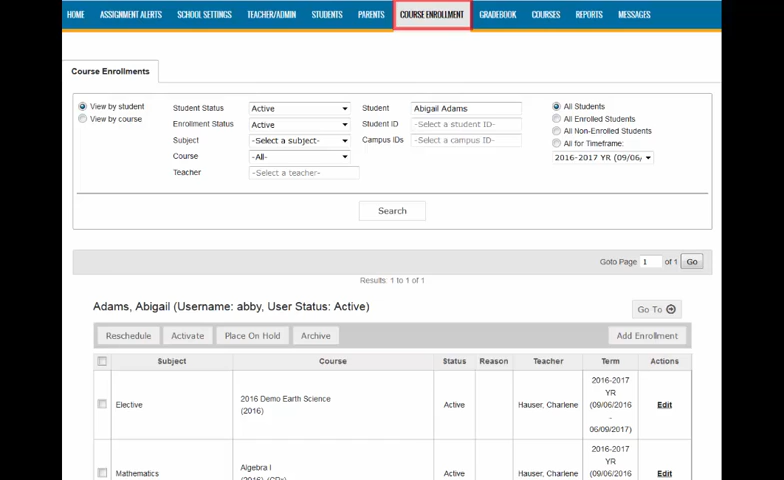 HOME ASSIGNMENT ALERTS SCHOOL SETTINGS TEACHER/ADMIN STUDENTS PARENTS COURSE ENROLLMENT GRADEBOOK COURSES REPORTS MESSAGES
Course Enrollments
View by student
View by course
Student Status Active
Enrollment Status Active
Subject -Select a subject-
Course -All-
Teacher -Select a teacher-
Student Abigail Adams
Student ID -Select a student ID-
Campus IDs -Select a campus ID-
All Students
All Enrolled Students
All Non-Enrolled Students
All for Timeframe:
2016-2017 YR (09/06/
Search
Goto Page 1 of 1 Go
Results: 1 to 1 of 1
Adams, Abigail (Username: abby, User Status: Active)
Go To
Reschedule Activate Place On Hold Archive Add Enrollment
Subject Course Status Reason Teacher Term Actions
Elective
2016 Demo Earth Science
(2016)
Active
Hauser, Charlene
2016-2017
YR
(09/06/2016
-
06/09/2017)
Edit
Mathematics
Algebra I
Active
Hauser, Charlene
2016-2017
YR
(09/06/2016
Edit